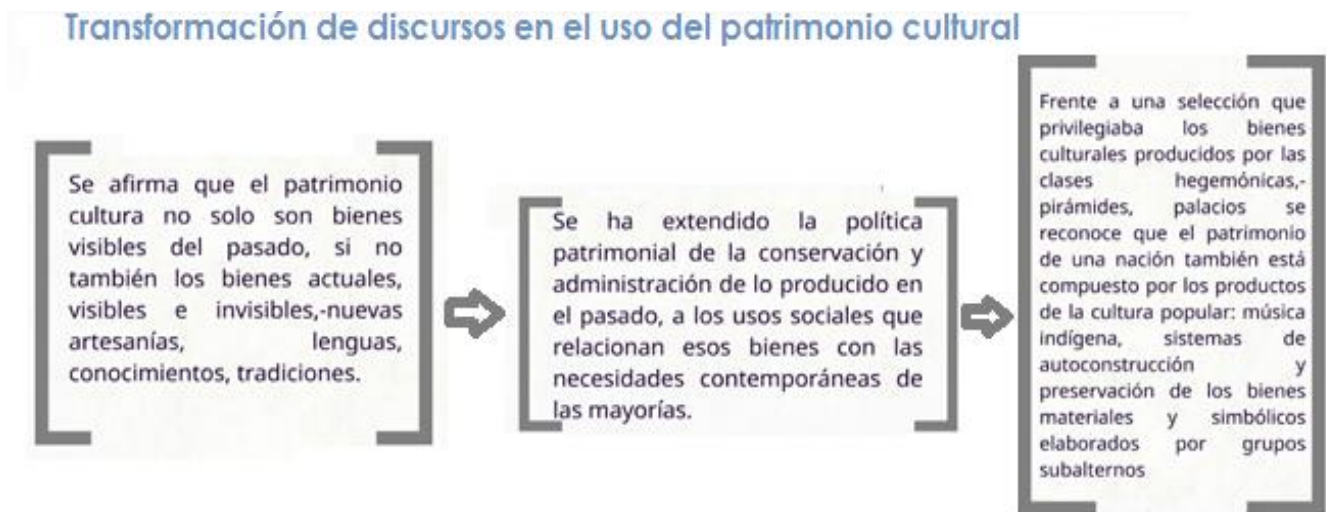 Transformación de discursos en el uso del patrimonio cultural
Se afirma que el patrimonio
cultura no solo son bienes
visibles del pasado, si no
también los bienes actuales,
visibles e invisibles,-nuevas
artesanías, lenguas,
conocimientos, tradiciones.
Se ha extendido la política
patrimonial de la conservación y
administración de lo producido en
el pasado, a los usos sociales que
relacionan esos bienes con las
necesidades contemporáneas de
las mayorías.
Frente a una selección que
privilegiaba los bienes
culturales producidos por las
clases hegemónicas,-
pirámides, palacios se
reconoce que el patrimonio
de una nación también está
compuesto por los productos
de la cultura popular: música
indígena, sistemas de
autoconstrucción y
preservación de los bienes
materiales y simbólicos
elaborados por grupos
subalternos